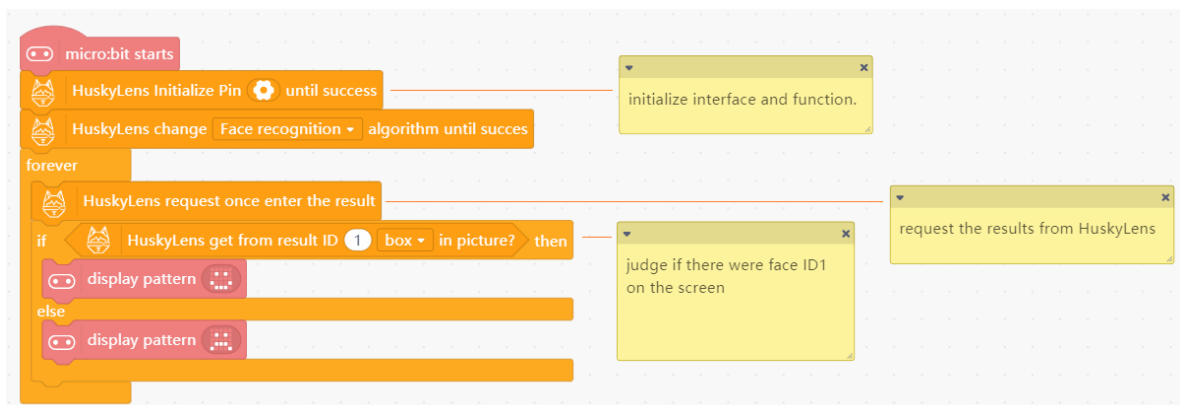 micro:bit starts
HuskyLens Initialize Pin until success
initialize interface and function.
HuskyLens change Face recognition algorithm until succes
forever
HuskyLens request once enter the result
request the results from HuskyLens
if HuskyLens get from result ID 1 box in picture? then
judge if there were face ID1
on the screen
display pattern
else
display pattern